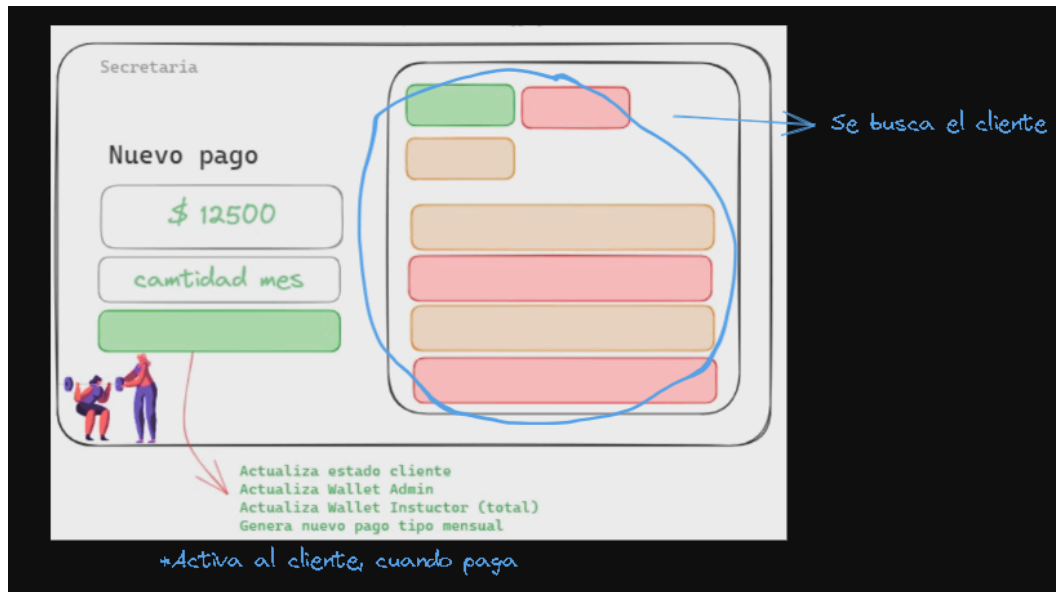 Secretaria
Nuevo pago
$ 12500
camtidad mes
Se busca el cliente
Actualiza estado cliente
Actualiza Wallet Admin
Actualiza Wallet Instuctor (total)
Genera nuevo pago tipo mensual
*Activa al cliente, cuando paga